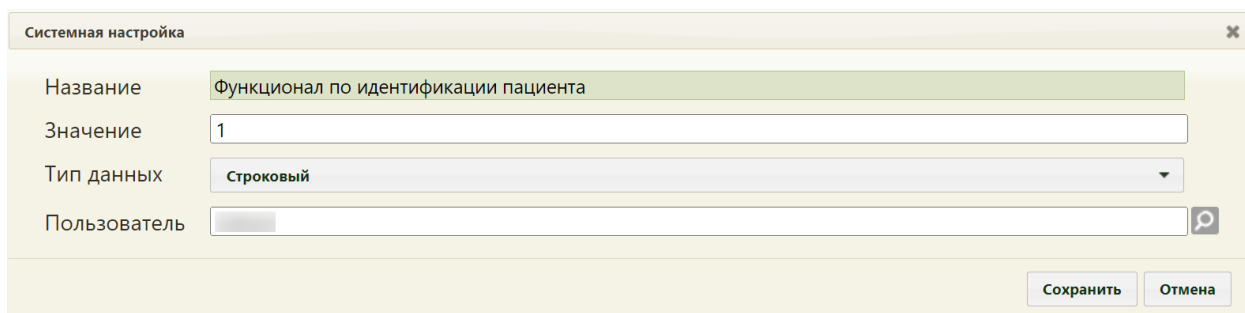 Системная настройка
Название Функционал по идентификации пациента
Значение 1
Тип данных Строковый
Пользователь
Сохранить Отмена